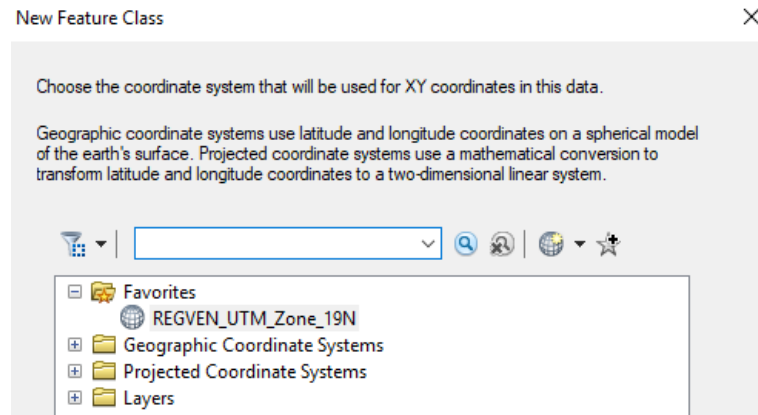 New Feature Class
Choose the coordinate system that will be used for XY coordinates in this data.
Geographic coordinate systems use latitude and longitude coordinates on a spherical model
of the earth's surface. Projected coordinate systems use a mathematical conversion to
transform latitude and longitude coordinates to a two-dimensional linear system.
Favorites
REGVEN_UTM_Zone_19N
Geographic Coordinate Systems
Projected Coordinate Systems
Layers